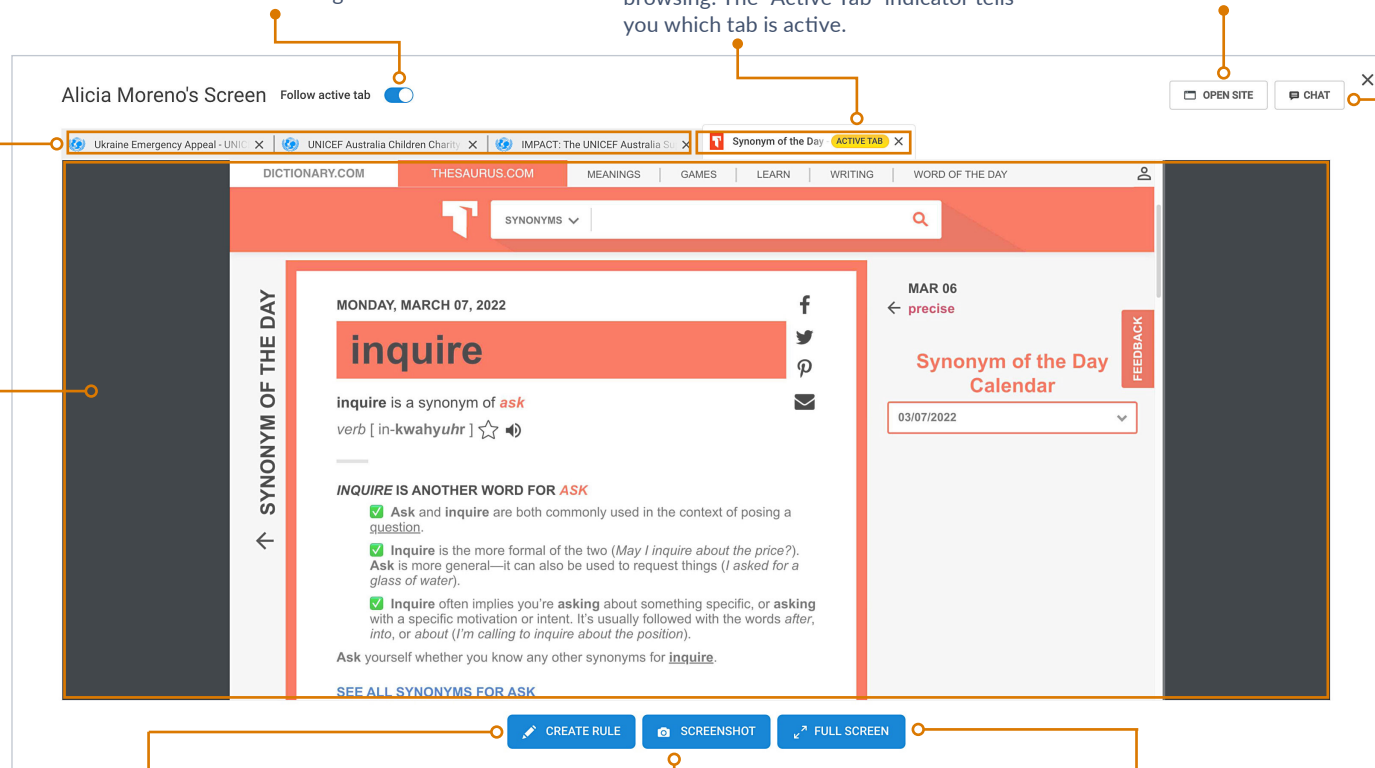 you which tab is active.
Alicia Moreno's Screen Follow active tab
OPEN SITE
CHAT
Ukraine Emergency Appeal - UNIC
UNICEF Australia Children Charity
IMPACT: The UNICEF Australia Su
Synonym of the Day - ACTIVE TAB
DICTIONARY.COM THESAURUS.COM MEANINGS GAMES LEARN WRITING WORD OF THE DAY
SYNONYMS
SYNONYM OF THE DAY
MONDAY, MARCH 07, 2022
inquire
inquire is a synonym of ask
verb [ in-kwahyuhr ]
INQUIRE IS ANOTHER WORD FOR ASK
✅ Ask and inquire are both commonly used in the context of posing a
question.
✅ Inquire is the more formal of the two (May I inquire about the price?).
Ask is more general—it can also be used to request things (I asked for a
glass of water).
✅ Inquire often implies you're asking about something specific, or asking
with a specific motivation or intent. It's usually followed with the words after,
into, or about (I'm calling to inquire about the position).
Ask yourself whether you know any other synonyms for inquire.
SEE ALL SYNONYMS FOR ASK
MAR 06
precise
Synonym of the Day
Calendar
03/07/2022
FEEDBACK
CREATE RULE
SCREENSHOT
FULL SCREEN